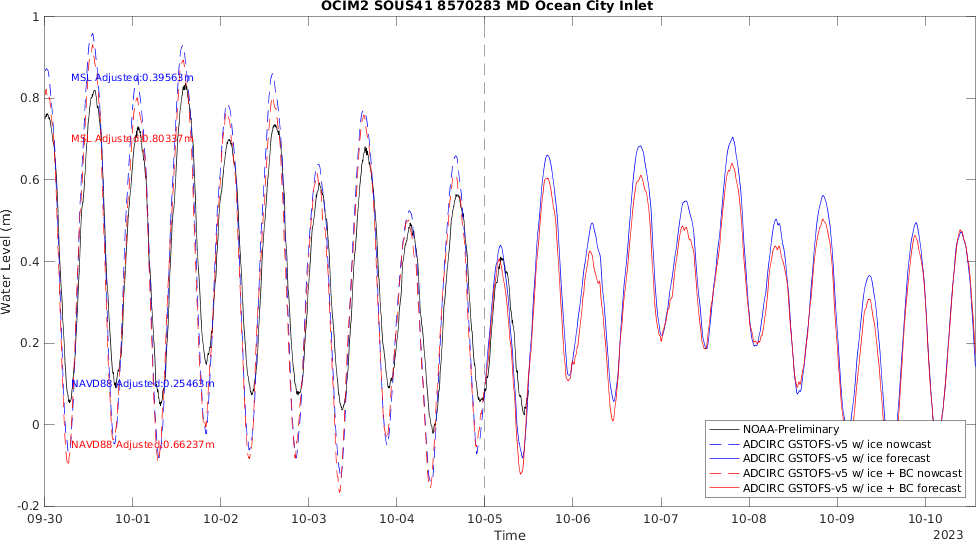 OCIM2 SOUS41 8570283 MD Ocean City Inlet
1
0.8
0.6
0.4
0.2
0
-0.2
Water Level (m)
MSL Adjusted:0.39563m
MSL Adjusted:0.80337m
NAVD88 Adjusted:0.25463m
NAVD88 Adjusted:0.66237m
NOAA-Preliminary
ADCIRC GSTOFS-v5 w/ ice nowcast
ADCIRC GSTOFS-v5 w/ ice forecast
ADCIRC GSTOFS-v5 w/ ice + BC nowcast
ADCIRC GSTOFS-v5 w/ ice + BC forecast
09-30 10-01 10-02 10-03 10-04 10-05 10-06 10-07 10-08 10-09 10-10
Time
2023